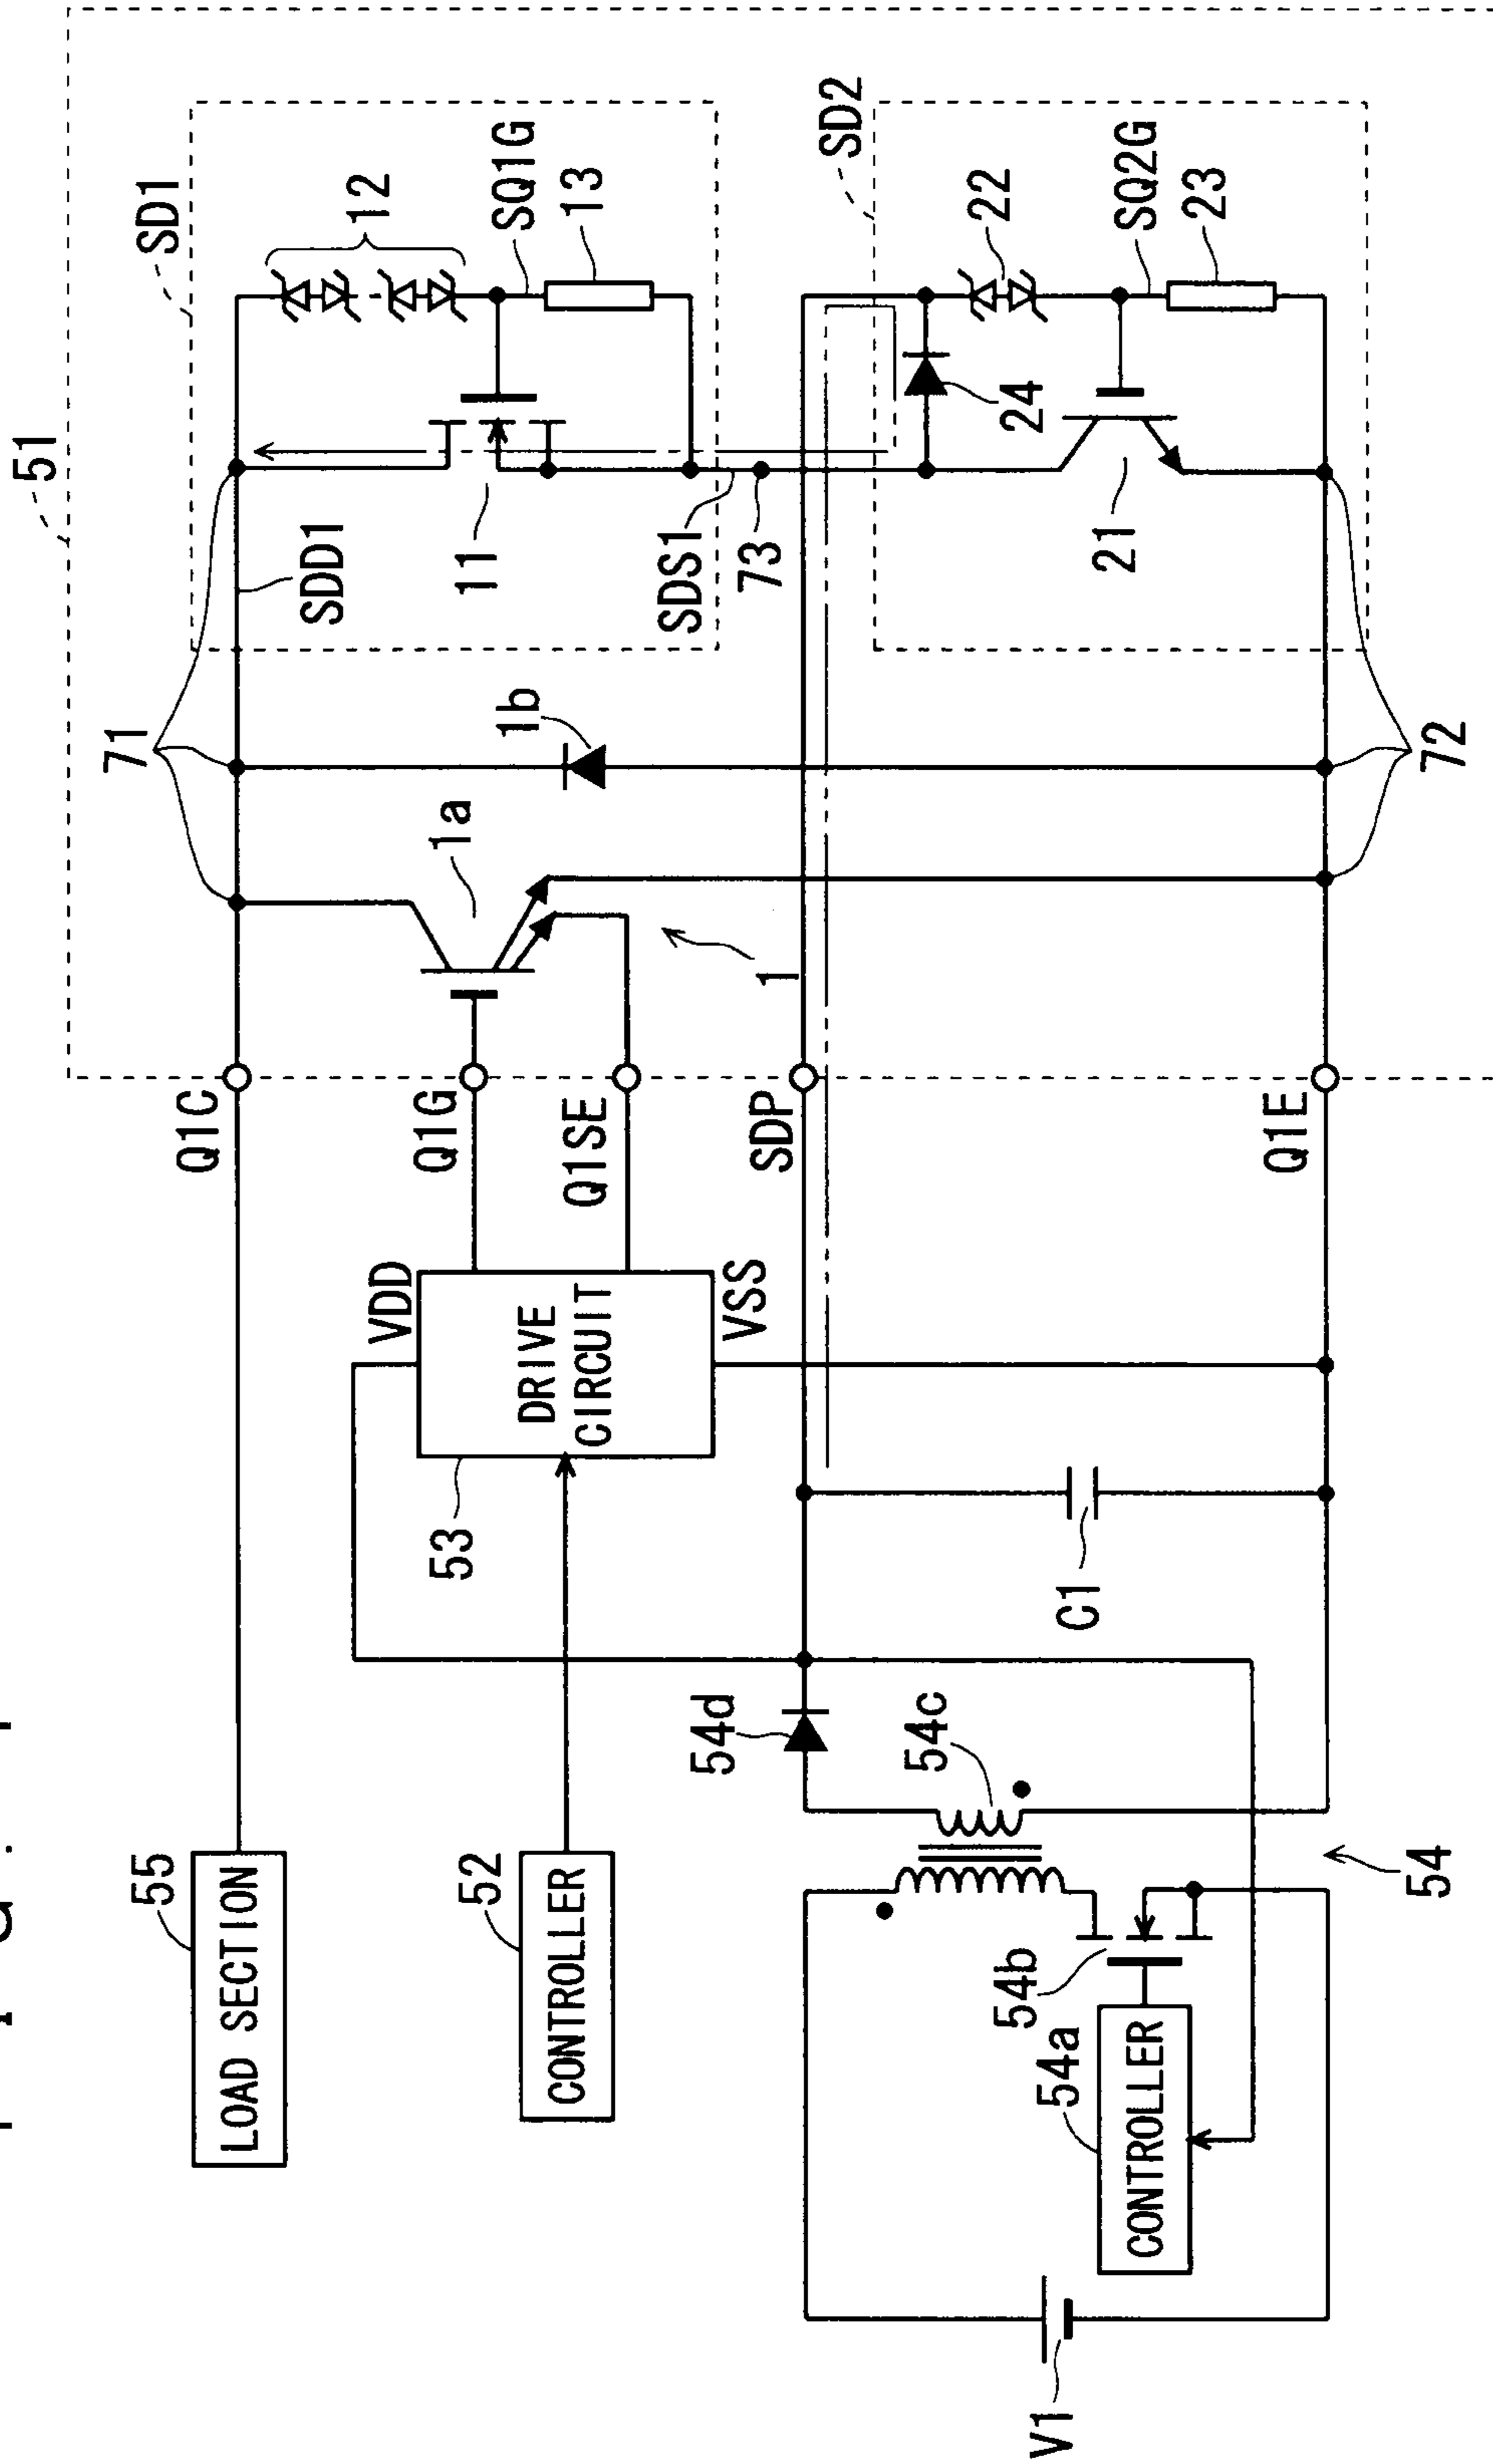 51
SD1
12
SQ1G
13
11
SDD1
SDS1
73
SD2
22
SQ2G
23
24
21
71
1b
1a
1
72
Q1C
Q1G
Q1SE
SDP
Q1E
VDD
DRIVE
CIRCUIT
VSS
53
C1
55
LOAD SECTION
52
CONTROLLER
54d
54c
54
54b
54a
CONTROLLER
V1